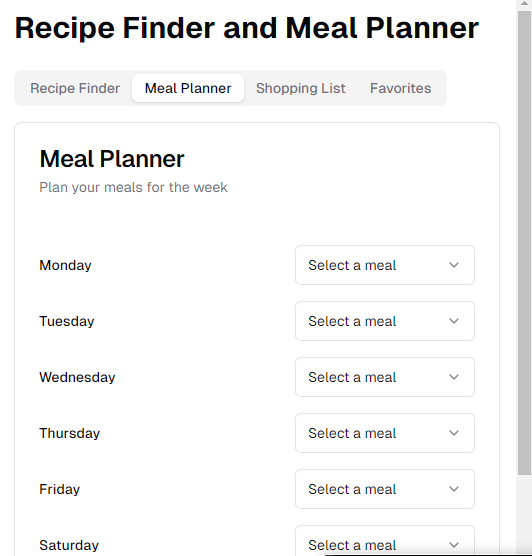 Recipe Finder and Meal Planner
Recipe Finder Meal Planner Shopping List Favorites
Meal Planner
Plan your meals for the week
Monday Select a meal
Tuesday Select a meal
Wednesday Select a meal
Thursday Select a meal
Friday Select a meal
Saturday Select a meal